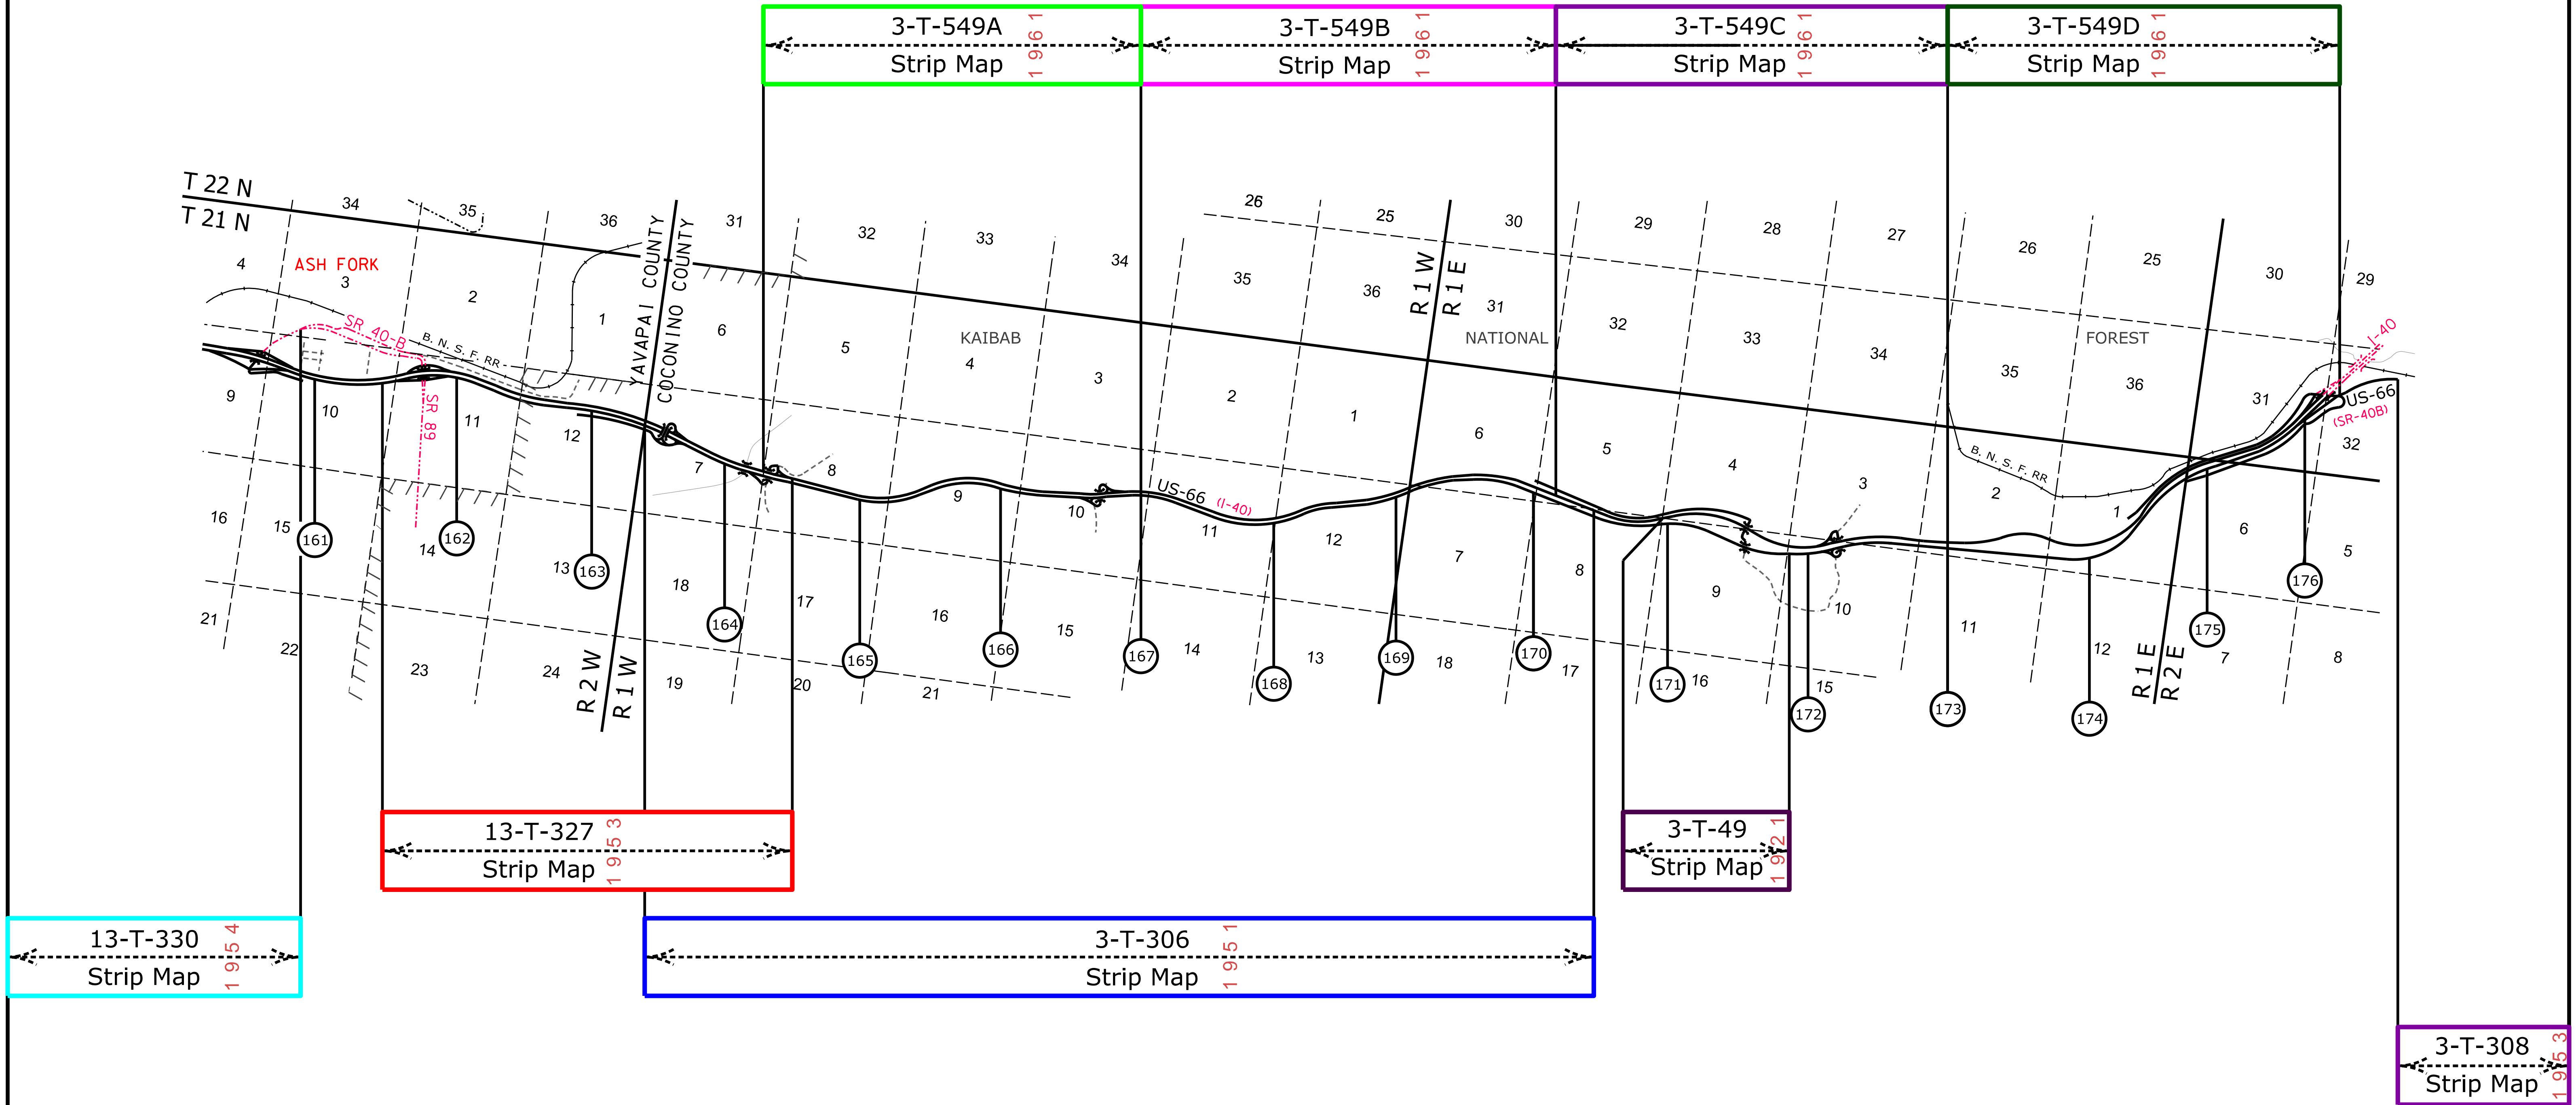 3-T-549A
Strip Map
1961
3-T-549B
Strip Map
1961
3-T-549C
Strip Map
1961
3-T-549D
Strip Map
1961
T 22 N
T 21 N
34
35
36
31
32
33
34
26
25
30
29
28
27
26
25
30
29
4
ASH FORK
3
2
1
YAVAPAI COUNTY
COCONINO COUNTY
6
5
KAIBAB
4
3
35
36
R 1 W
R 1 E
31
NATIONAL
32
33
34
FOREST
35
36
31
I-40
SR 40-B
B. N. S. F. RR
2
1
6
5
4
3
B. N. S. F. RR
2
1
US-66
(SR-40B)
32
9
10
SR 89
11
12
7
8
9
10
US-66
(I-40)
11
12
7
8
9
10
11
12
6
5
16
15
14
13
18
17
16
15
14
13
18
17
16
15
7
8
161
162
163
164
165
166
167
168
169
170
171
172
173
174
175
176
21
22
23
24
R 2 W
R 1 W
19
20
21
R 1 E
R 2 E
13-T-327
Strip Map
1953
3-T-49
Strip Map
1921
13-T-330
Strip Map
1954
3-T-306
Strip Map
1951
3-T-308
Strip Map
1953